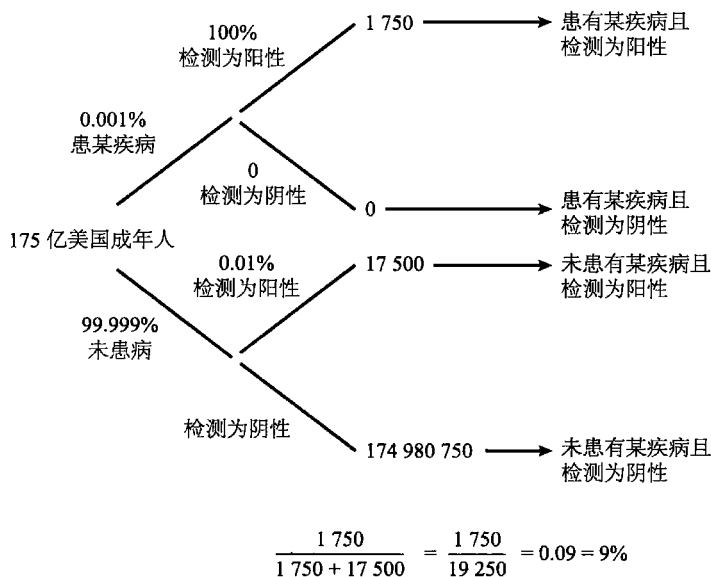 100%
检测为阳性
1 750
患有某疾病且
检测为阳性
0.001%
患某疾病
0
检测为阴性
0
患有某疾病且
检测为阴性
175 亿美国成年人
0.01%
检测为阳性
17 500
未患有某疾病且
检测为阳性
99.999%
未患病
检测为阴性
174 980 750
未患有某疾病且
检测为阴性
1 750 / 1 750 + 17 500 = 1 750 / 19 250 = 0.09 = 9%